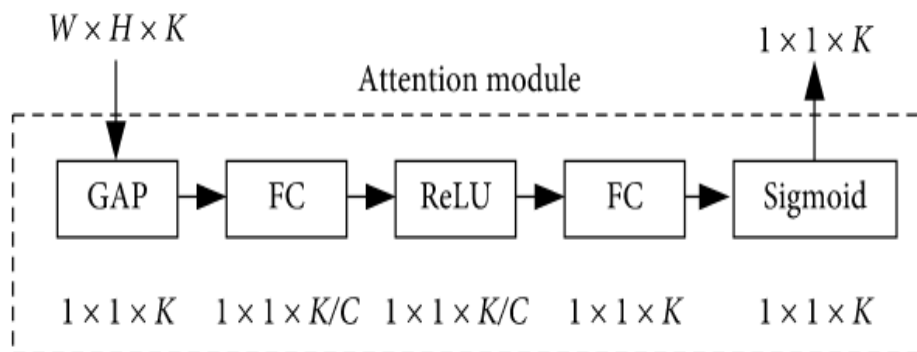 W × H × K
1 × 1 × K
Attention module
GAP
FC
ReLU
FC
Sigmoid
1 × 1 × K
1 × 1 × K/C
1 × 1 × K/C
1 × 1 × K
1 × 1 × K